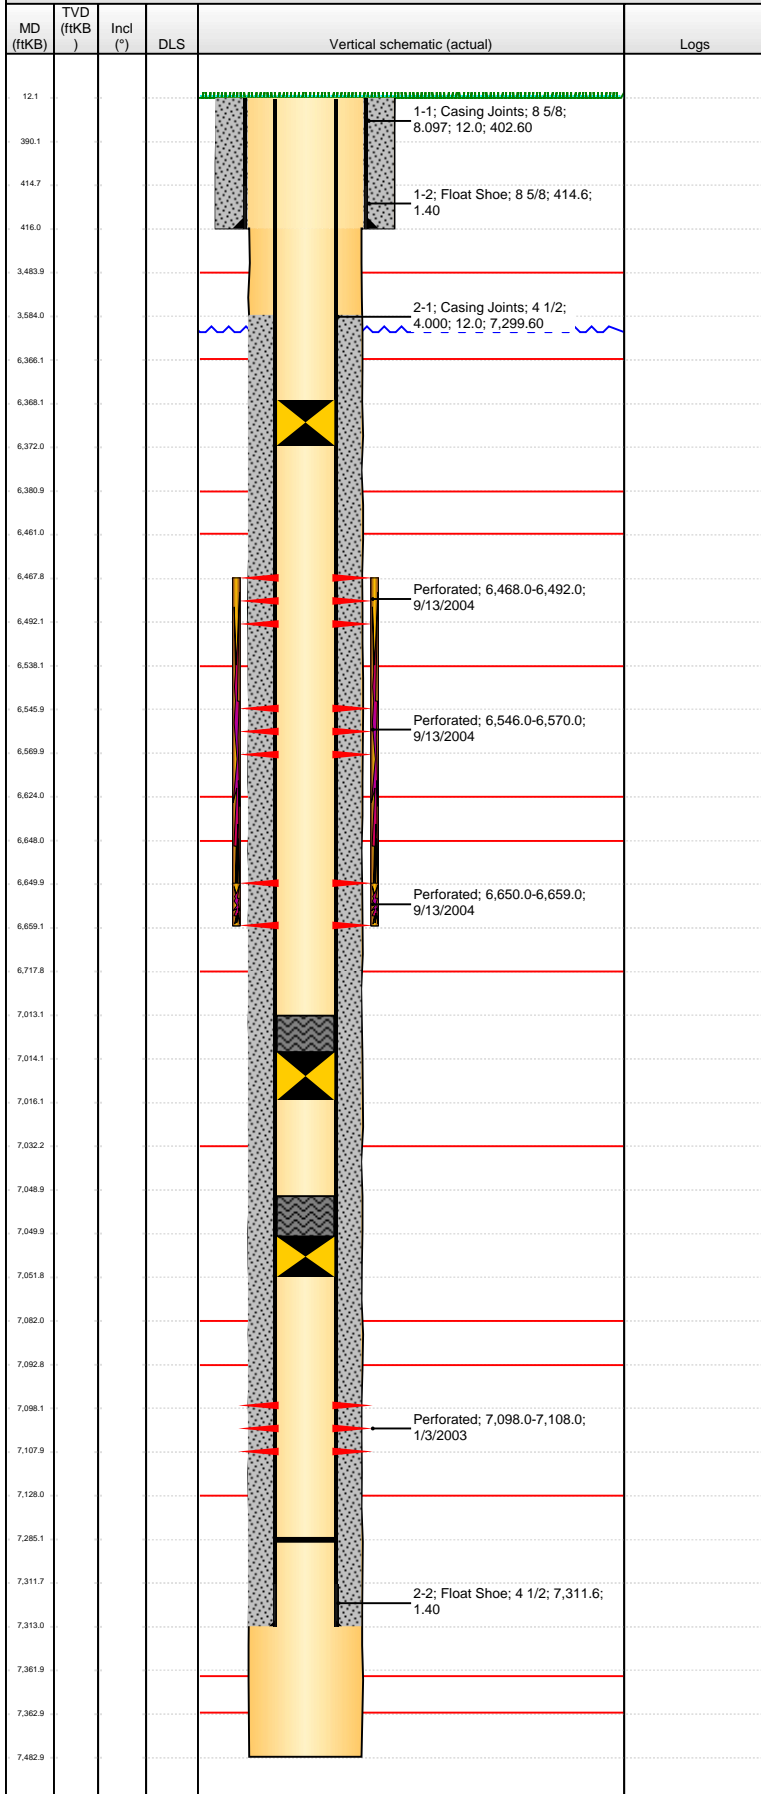 MD (ftKB)
TVD (ftKB )
Incl (°)
DLS
Vertical schematic (actual)
Logs
12.1
1-1; Casing Joints; 8 5/8;
8.097; 12.0; 402.60
390.1
414.7
1-2; Float Shoe; 8 5/8; 414.6;
1.40
416.0
3,483.9
2-1; Casing Joints; 4 1/2;
4.000; 12.0; 7,299.60
3,584.0
6,366.1
6,368.1
6,372.0
6,380.9
6,461.0
6,467.8
Perforated; 6,468.0-6,492.0;
9/13/2004
6,492.1
6,538.1
6,545.9
Perforated; 6,546.0-6,570.0;
9/13/2004
6,569.9
6,624.0
6,648.0
6,649.9
Perforated; 6,650.0-6,659.0;
9/13/2004
6,659.1
6,717.8
7,013.1
7,014.1
7,016.1
7,032.2
7,048.9
7,049.9
7,051.8
7,082.0
7,092.8
7,098.1
Perforated; 7,098.0-7,108.0;
1/3/2003
7,107.9
7,128.0
7,285.1
7,311.7
2-2; Float Shoe; 4 1/2; 7,311.6;
1.40
7,313.0
7,361.9
7,362.9
7,482.9